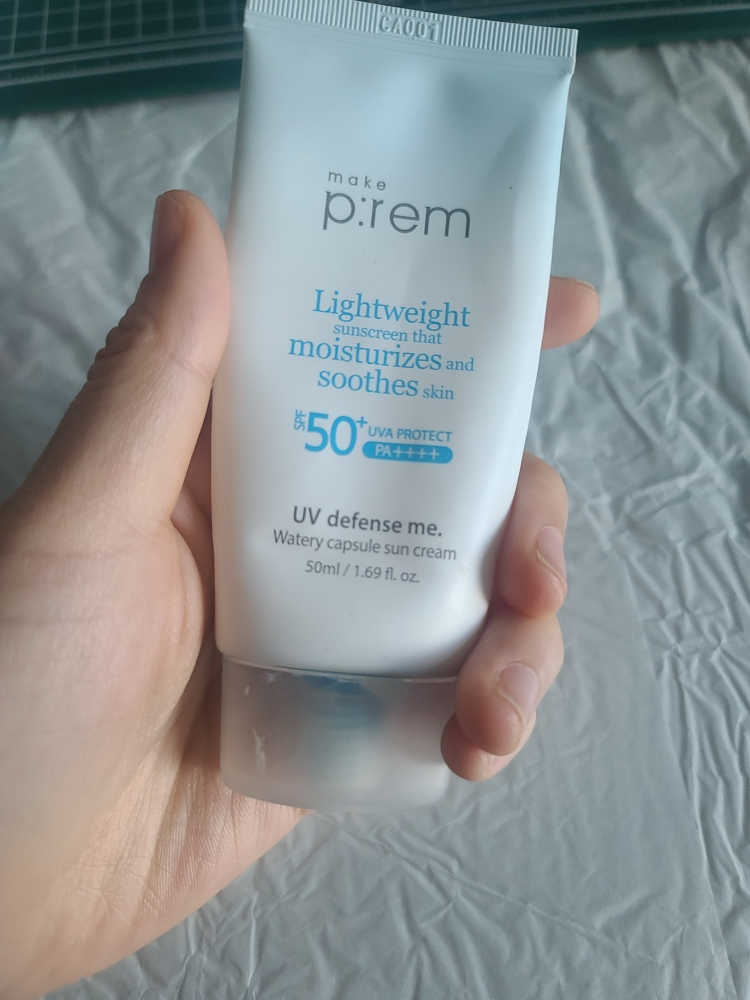 CA001
make
p:rem
Lightweight
sunscreen that
moisturizes and
soothes skin
SPF 50+ UVA PROTECT
PA++++
UV defense me.
Watery capsule sun cream
50ml / 1.69 fl. oz.